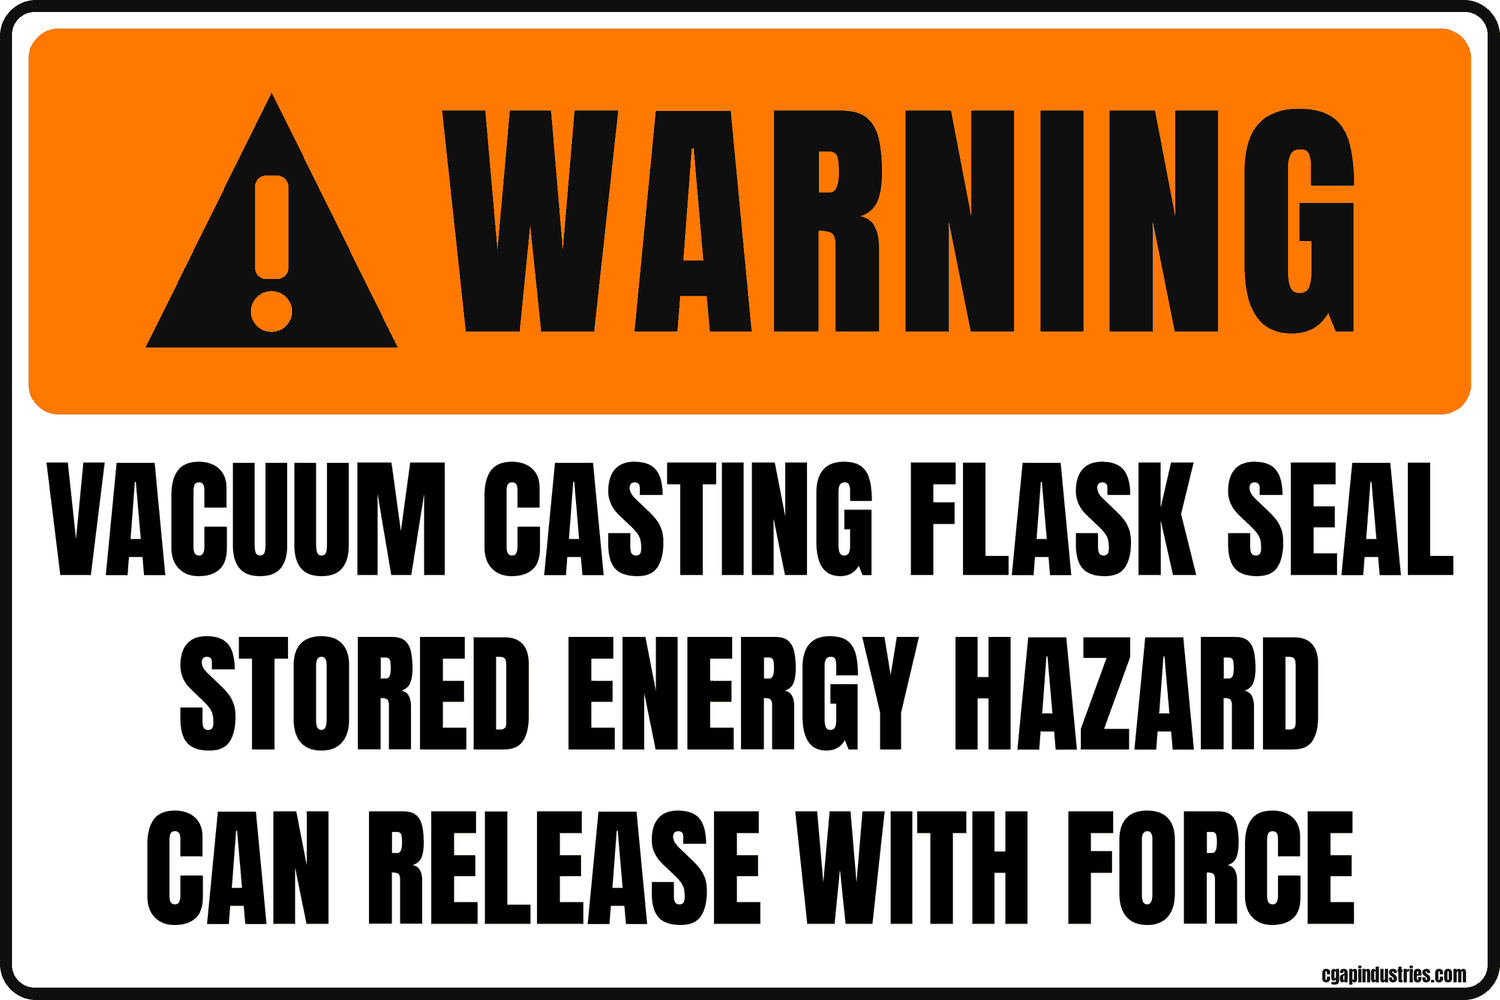 WARNING
VACUUM CASTING FLASK SEAL
STORED ENERGY HAZARD
CAN RELEASE WITH FORCE
cgapindustries.com